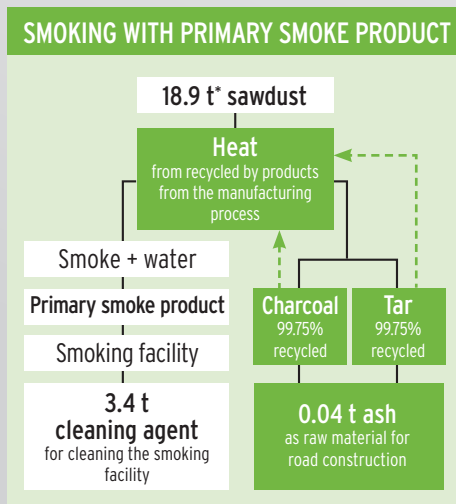 SMOKING WITH PRIMARY SMOKE PRODUCT
18.9 t* sawdust
Heat
from recycled by products
from the manufacturing
process
Smoke + water
Primary smoke product
Smoking facility
3.4 t
cleaning agent
for cleaning the smoking
facility
Charcoal
99.75%
recycled
Tar
99.75%
recycled
0.04 t ash
as raw material for
road construction